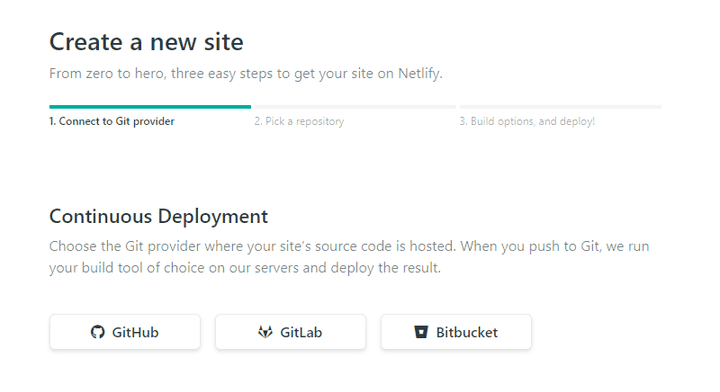 Create a new site
From zero to hero, three easy steps to get your site on Netlify.
1. Connect to Git provider
2. Pick a repository
3. Build options, and deploy!
Continuous Deployment
Choose the Git provider where your site's source code is hosted. When you push to Git, we run
your build tool of choice on our servers and deploy the result.
GitHub
GitLab
Bitbucket